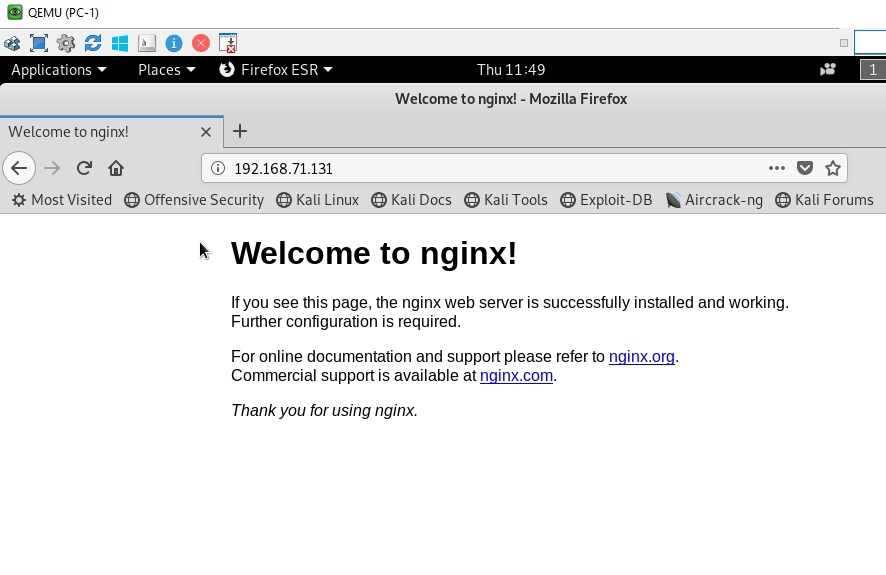 QEMU (PC-1)
Applications Places Firefox ESR Thu 11:49 1
Welcome to nginx! - Mozilla Firefox
Welcome to nginx!
192.168.71.131
Most Visited Offensive Security Kali Linux Kali Docs Kali Tools Exploit-DB Aircrack-ng Kali Forums
Welcome to nginx!
If you see this page, the nginx web server is successfully installed and working.
Further configuration is required.
For online documentation and support please refer to nginx.org.
Commercial support is available at nginx.com.
Thank you for using nginx.